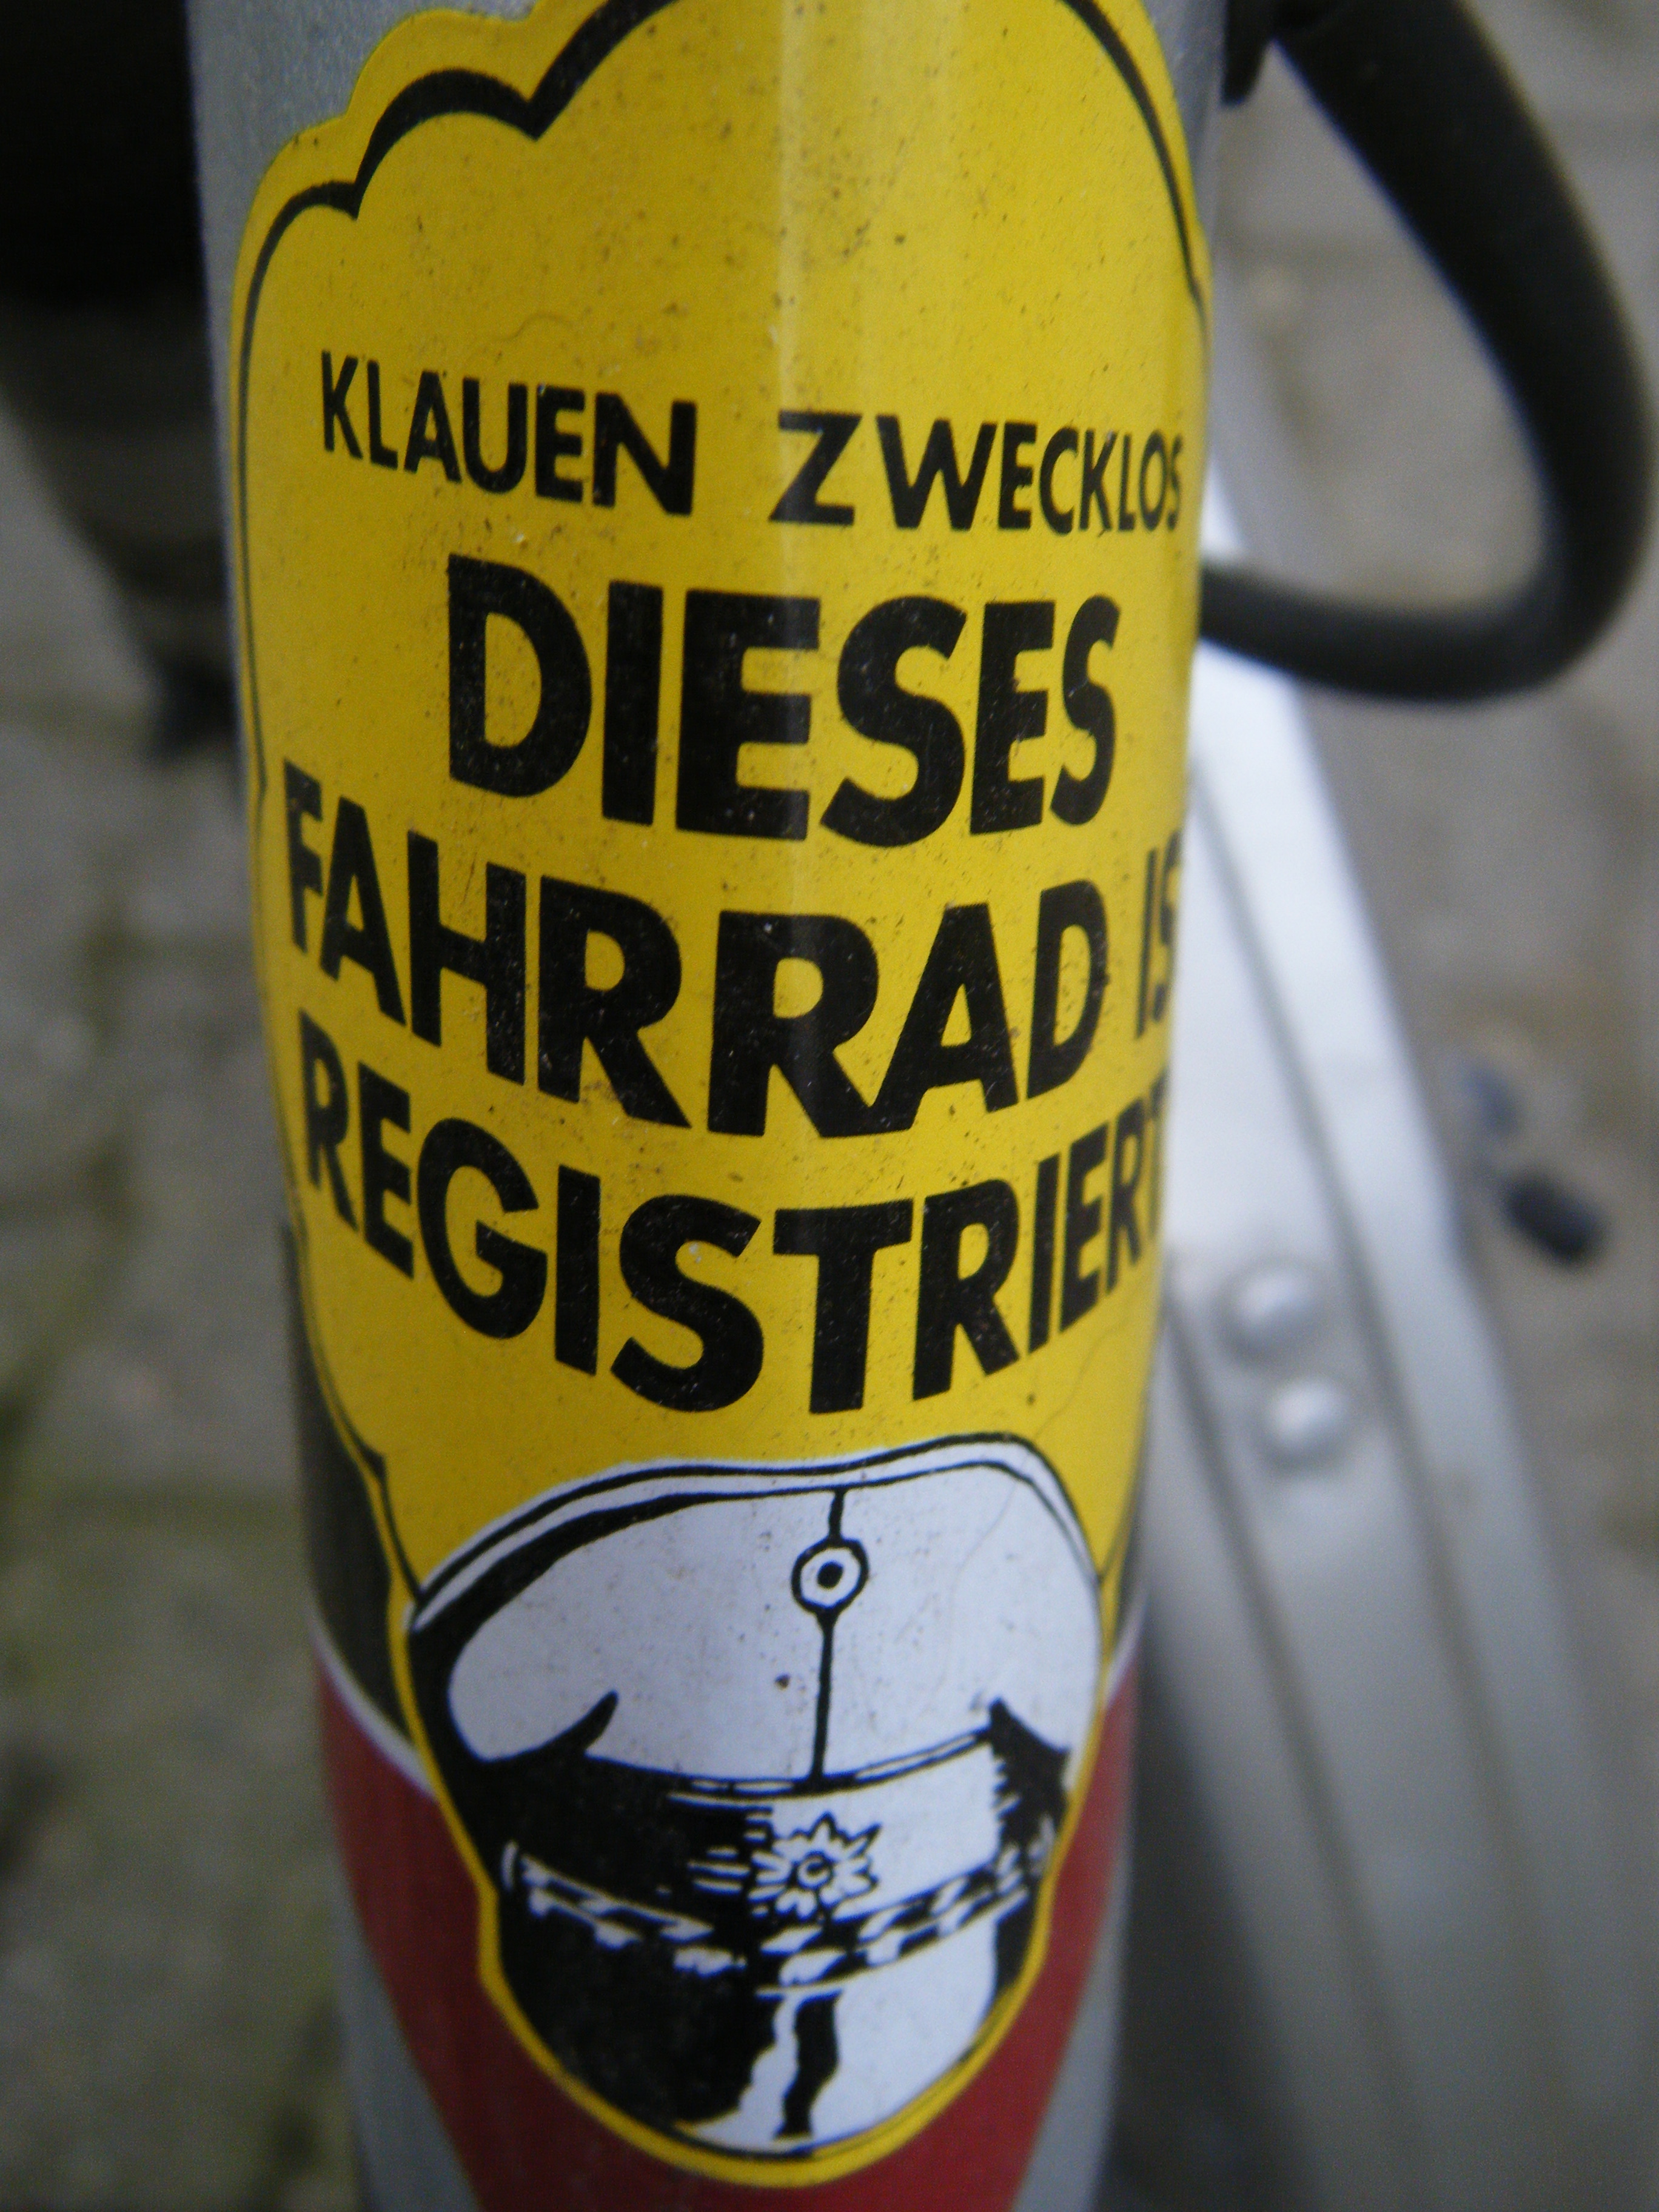 KLAUEN ZWECKLOS
DIESES
FAHRRAD IS
REGISTRIERT